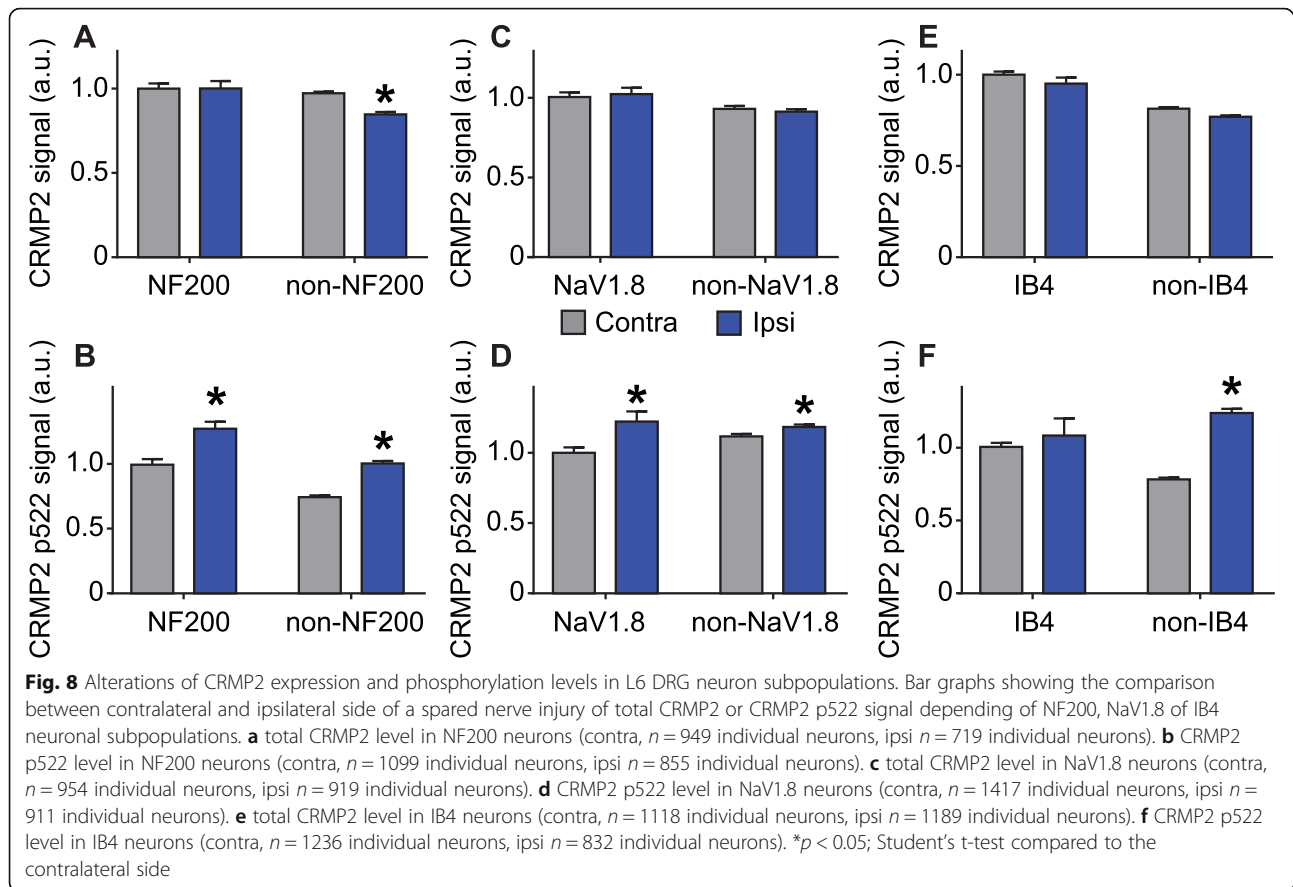 A
CRMP2 signal (a.u.)
1.0
0.5
0
*
NF200 non-NF200
C
CRMP2 signal (a.u.)
1.0
0.5
0
NaV1.8 non-NaV1.8
E
CRMP2 signal (a.u.)
1.0
0.5
0
IB4 non-IB4
Contra Ipsi
B
CRMP2 p522 signal (a.u.)
1.0
0.5
0
*
*
NF200 non-NF200
D
CRMP2 p522 signal (a.u.)
1.0
0.5
0
*
*
NaV1.8 non-NaV1.8
F
CRMP2 p522 signal (a.u.)
1.0
0.5
0
*
IB4 non-IB4
Fig. 8 Alterations of CRMP2 expression and phosphorylation levels in L6 DRG neuron subpopulations. Bar graphs showing the comparison
between contralateral and ipsilateral side of a spared nerve injury of total CRMP2 or CRMP2 p522 signal depending of NF200, NaV1.8 of IB4
neuronal subpopulations. a total CRMP2 level in NF200 neurons (contra, n = 949 individual neurons, ipsi n = 719 individual neurons). b CRMP2
p522 level in NF200 neurons (contra, n = 1099 individual neurons, ipsi n = 855 individual neurons). c total CRMP2 level in NaV1.8 neurons (contra,
n = 954 individual neurons, ipsi n = 919 individual neurons). d CRMP2 p522 level in NaV1.8 neurons (contra, n = 1417 individual neurons, ipsi n =
911 individual neurons). e total CRMP2 level in IB4 neurons (contra, n = 1118 individual neurons, ipsi n = 1189 individual neurons). f CRMP2 p522
level in IB4 neurons (contra, n = 1236 individual neurons, ipsi n = 832 individual neurons). *p < 0.05; Student's t-test compared to the
contralateral side